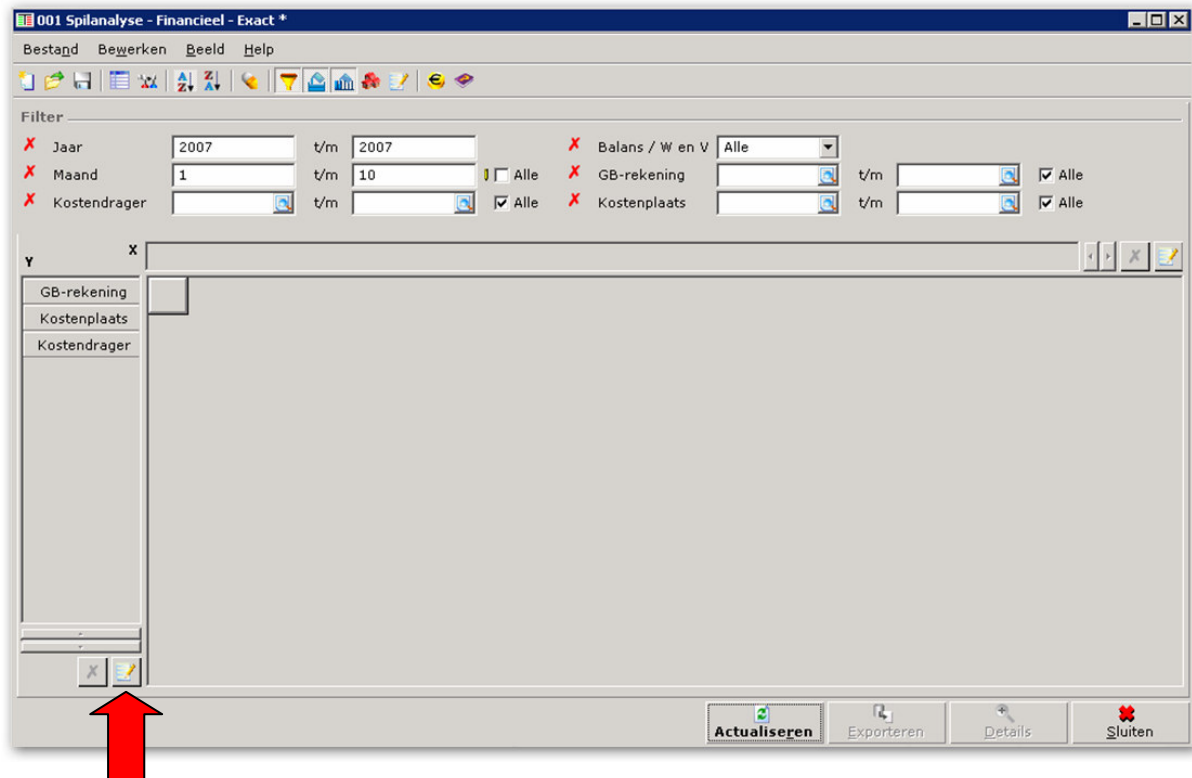 001 Spilanalyse - Financieel - Exact *
Bestand Bewerken Beeld Help
Filter
Jaar 2007 t/m 2007 Balans / W en V Alle
Maand 1 t/m 10 Alle GB-rekening t/m Alle
Kostendrager t/m Alle Kostenplaats t/m Alle
X
Y
GB-rekening
Kostenplaats
Kostendrager
Actualiseren Exporteren Details Sluiten